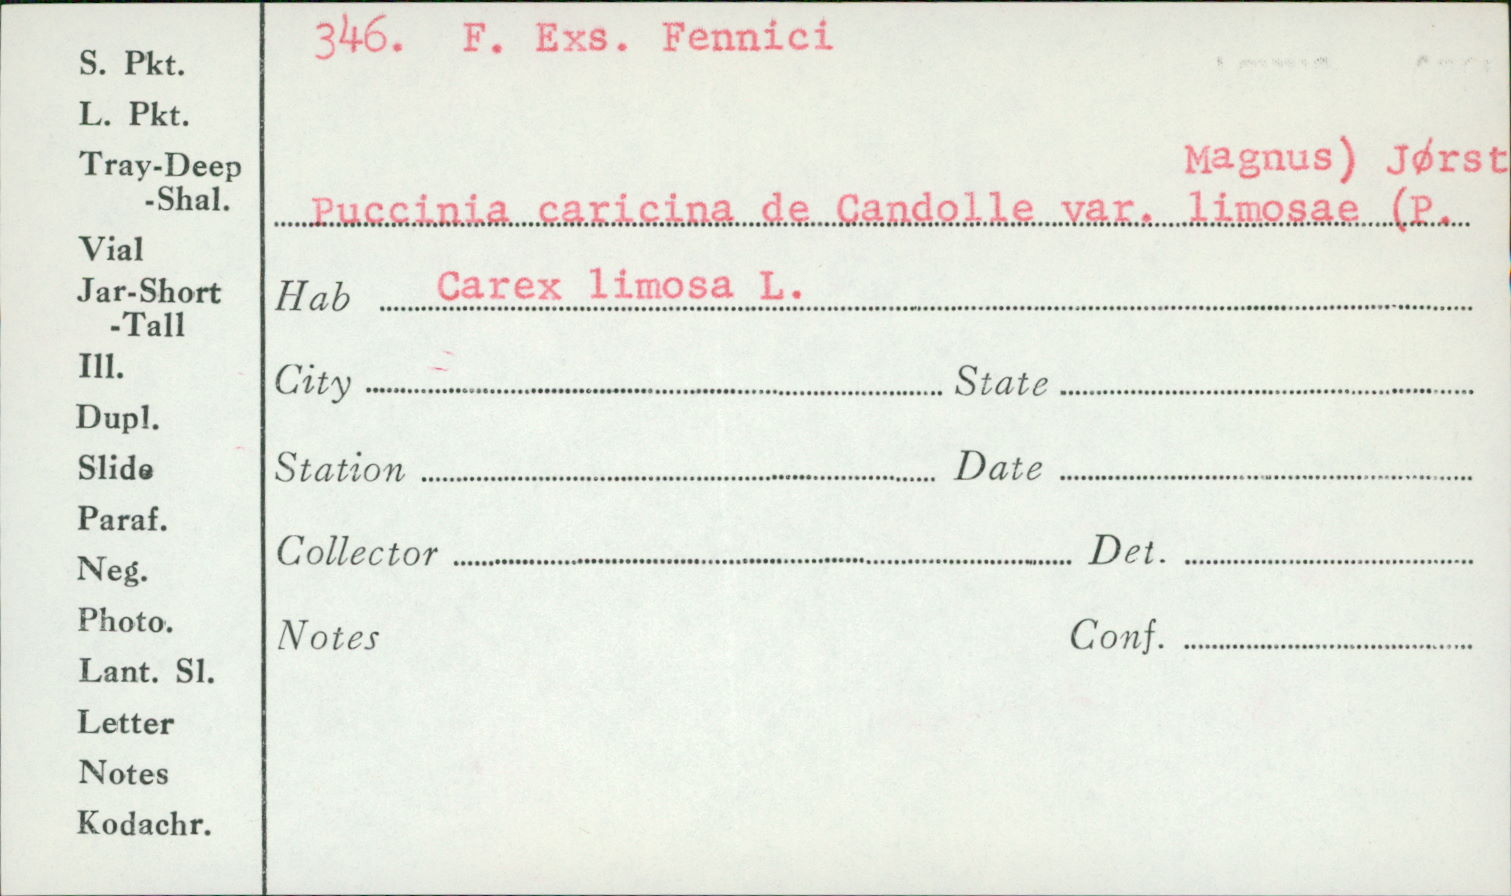 346. F. Exs. Fennici
S. Pkt.
L. Pkt.
Tray-Deep
-Shal.
Vial
Jar-Short
-Tall
Ill.
Dupl.
Slide
Paraf.
Neg.
Photo.
Lant. Sl.
Letter
Notes
Kodachr.
Magnus) Jørst
Puccinia caricina de Candolle var. limosae (P.
Hab Carex limosa L.
City State
Station Date
Collector Det.
Notes Conf.